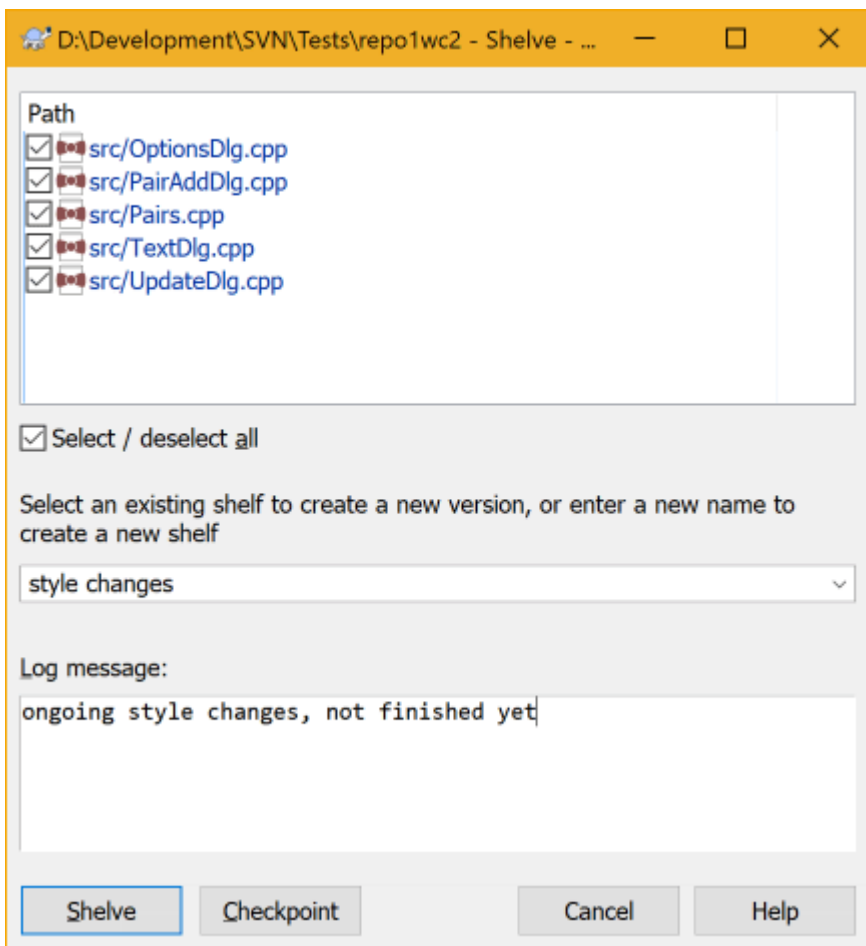 D:\Development\SVN\Tests\repo1wc2 - Shelve - ...
Path
src/OptionsDlg.cpp
src/PairAddDlg.cpp
src/Pairs.cpp
src/TextDlg.cpp
src/UpdateDlg.cpp
Select / deselect all
Select an existing shelf to create a new version, or enter a new name to
create a new shelf
style changes
Log message:
ongoing style changes, not finished yet
Shelve Checkpoint Cancel Help